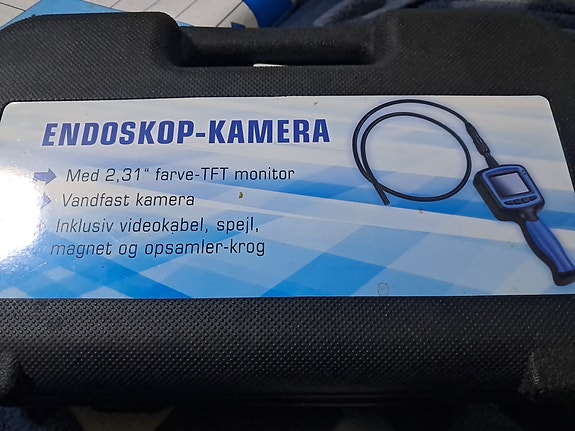 ENDOSKOP-KAMERA
Med 2,31“ farve-TFT monitor
Vandfast kamera
Inklusiv videokabel, spejl,
magnet og opsamler-krog